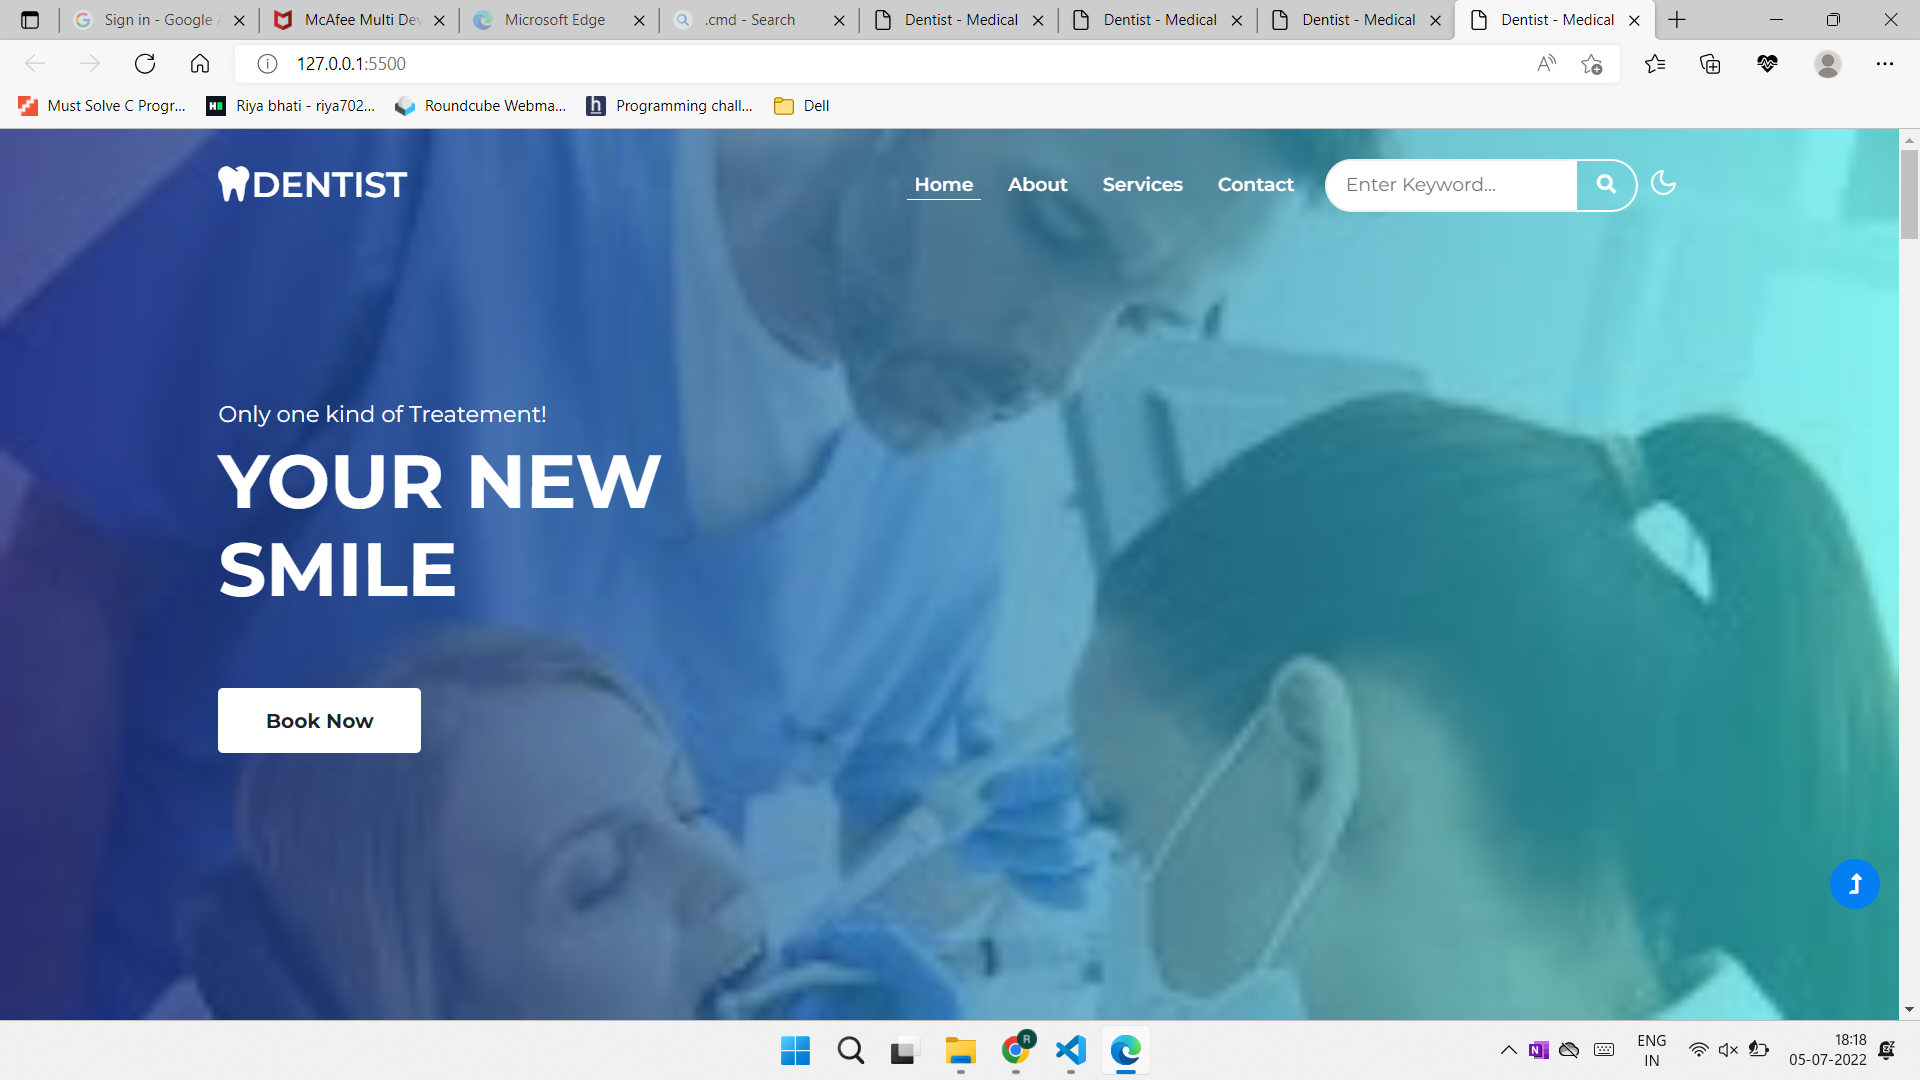 Sign in - Google A
McAfee Multi Dev
Microsoft Edge
.cmd - Search
Dentist - Medical
Dentist - Medical
Dentist - Medical
Dentist - Medical
127.0.0.1:5500
Must Solve C Progr...
Riya bhati - riya702...
Roundcube Webma...
Programming chall...
Dell
DENTIST
Home
About
Services
Contact
Enter Keyword...
Only one kind of Treatement!
YOUR NEW
SMILE
Book Now
R
N
ENG
IN
18:18
05-07-2022